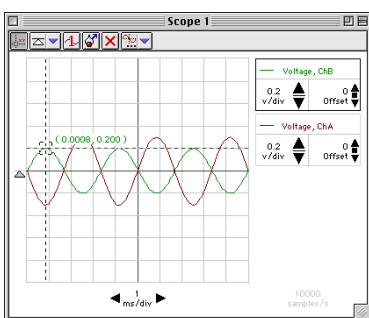 Scope 1
(0.0008, 0.200)
Voltage, ChB
0.2
v/div
0
Offset
Voltage, ChA
0.2
v/div
0
Offset
1
ms/div
10000
samples/s